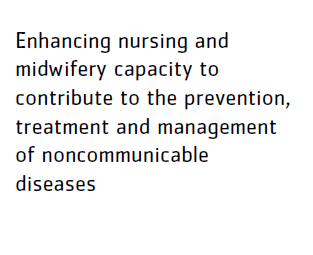 Enhancing nursing and
midwifery capacity to
contribute to the prevention,
treatment and management
of noncommunicable
diseases